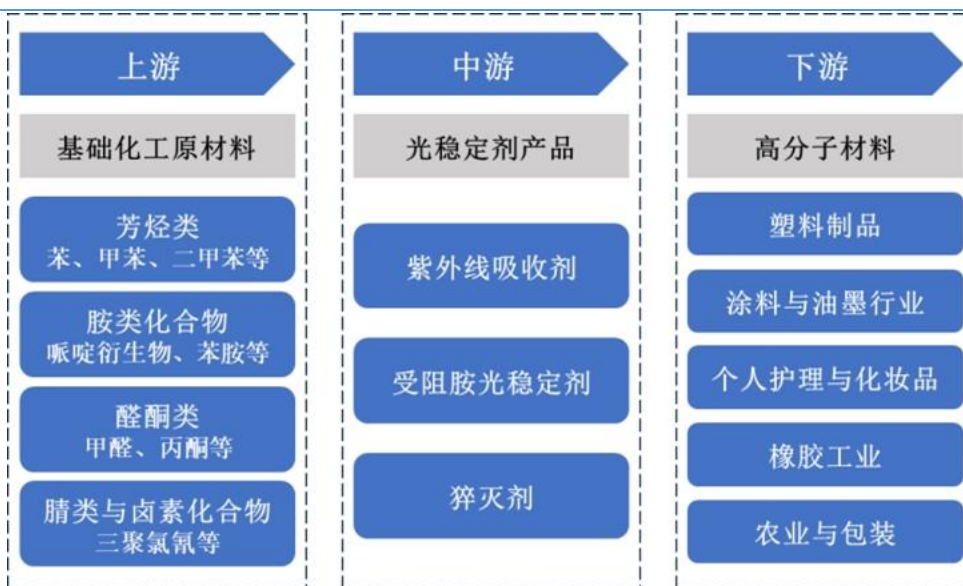 上游
基础化工原材料
芳烃类
苯、甲苯、二甲苯等
胺类化合物
哌啶衍生物、苯胺等
醛酮类
甲醛、丙酮等
腈类与卤素化合物
三聚氯氰等
中游
光稳定剂产品
紫外线吸收剂
受阻胺光稳定剂
猝灭剂
下游
高分子材料
塑料制品
涂料与油墨行业
个人护理与化妆品
橡胶工业
农业与包装